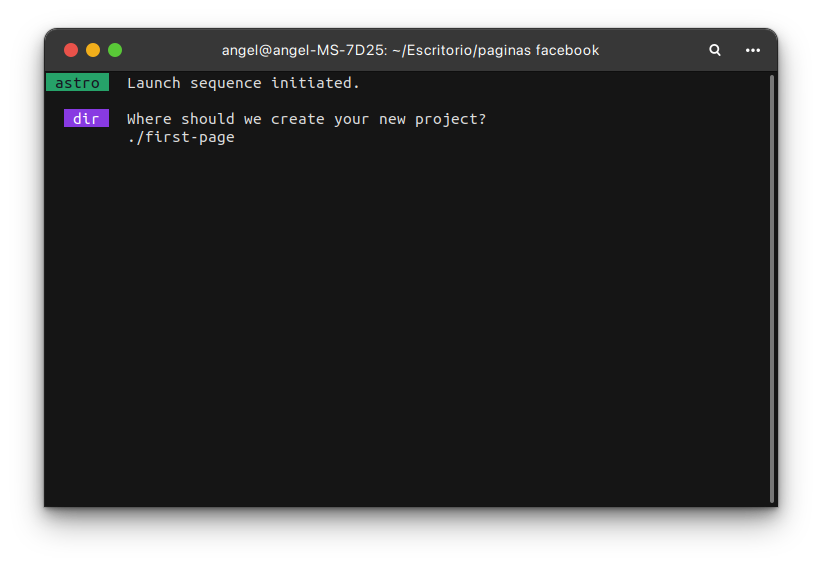 angel@angel-MS-7D25: ~/Escritorio/paginas facebook
astro Launch sequence initiated.
dir Where should we create your new project?
./first-page